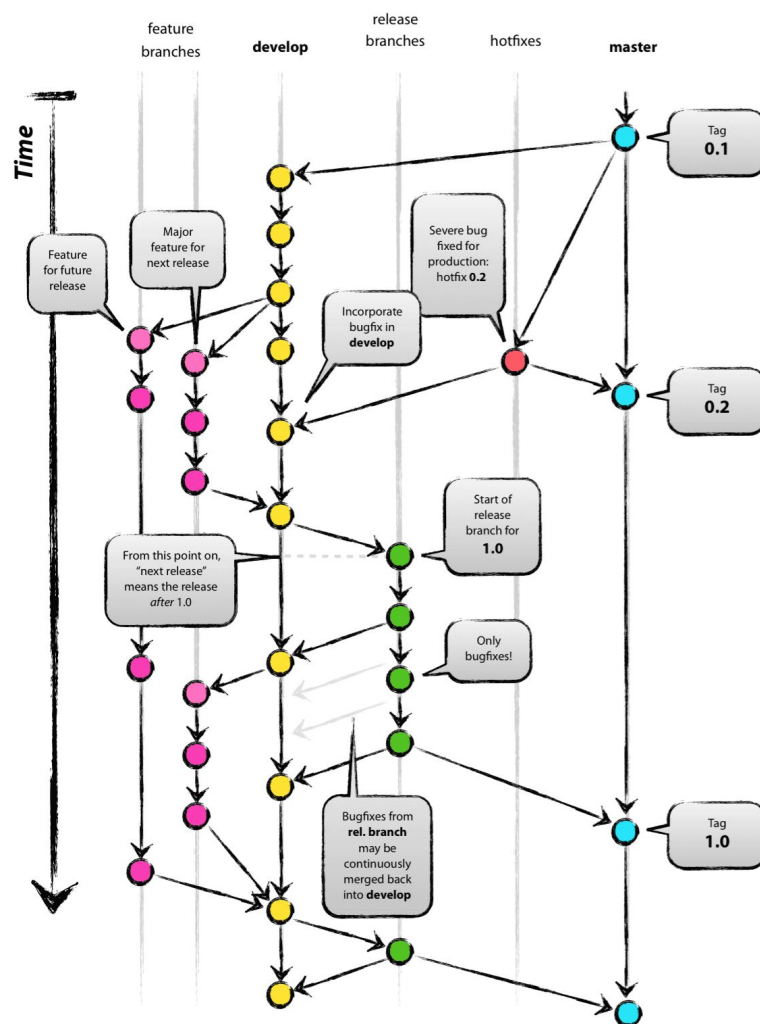 feature
branches
develop
release
branches
hotfixes
master
Time
Tag
0.1
Feature
for future
release
Major
feature for
next release
Severe bug
fixed for
production:
hotfix 0.2
Incorporate
bugfix in
develop
Tag
0.2
Start of
release
branch for
1.0
From this point on,
“next release”
means the release
after 1.0
Only
bugfixes!
Bugfixes from
rel. branch
may be
continuously
merged back
into develop
Tag
1.0